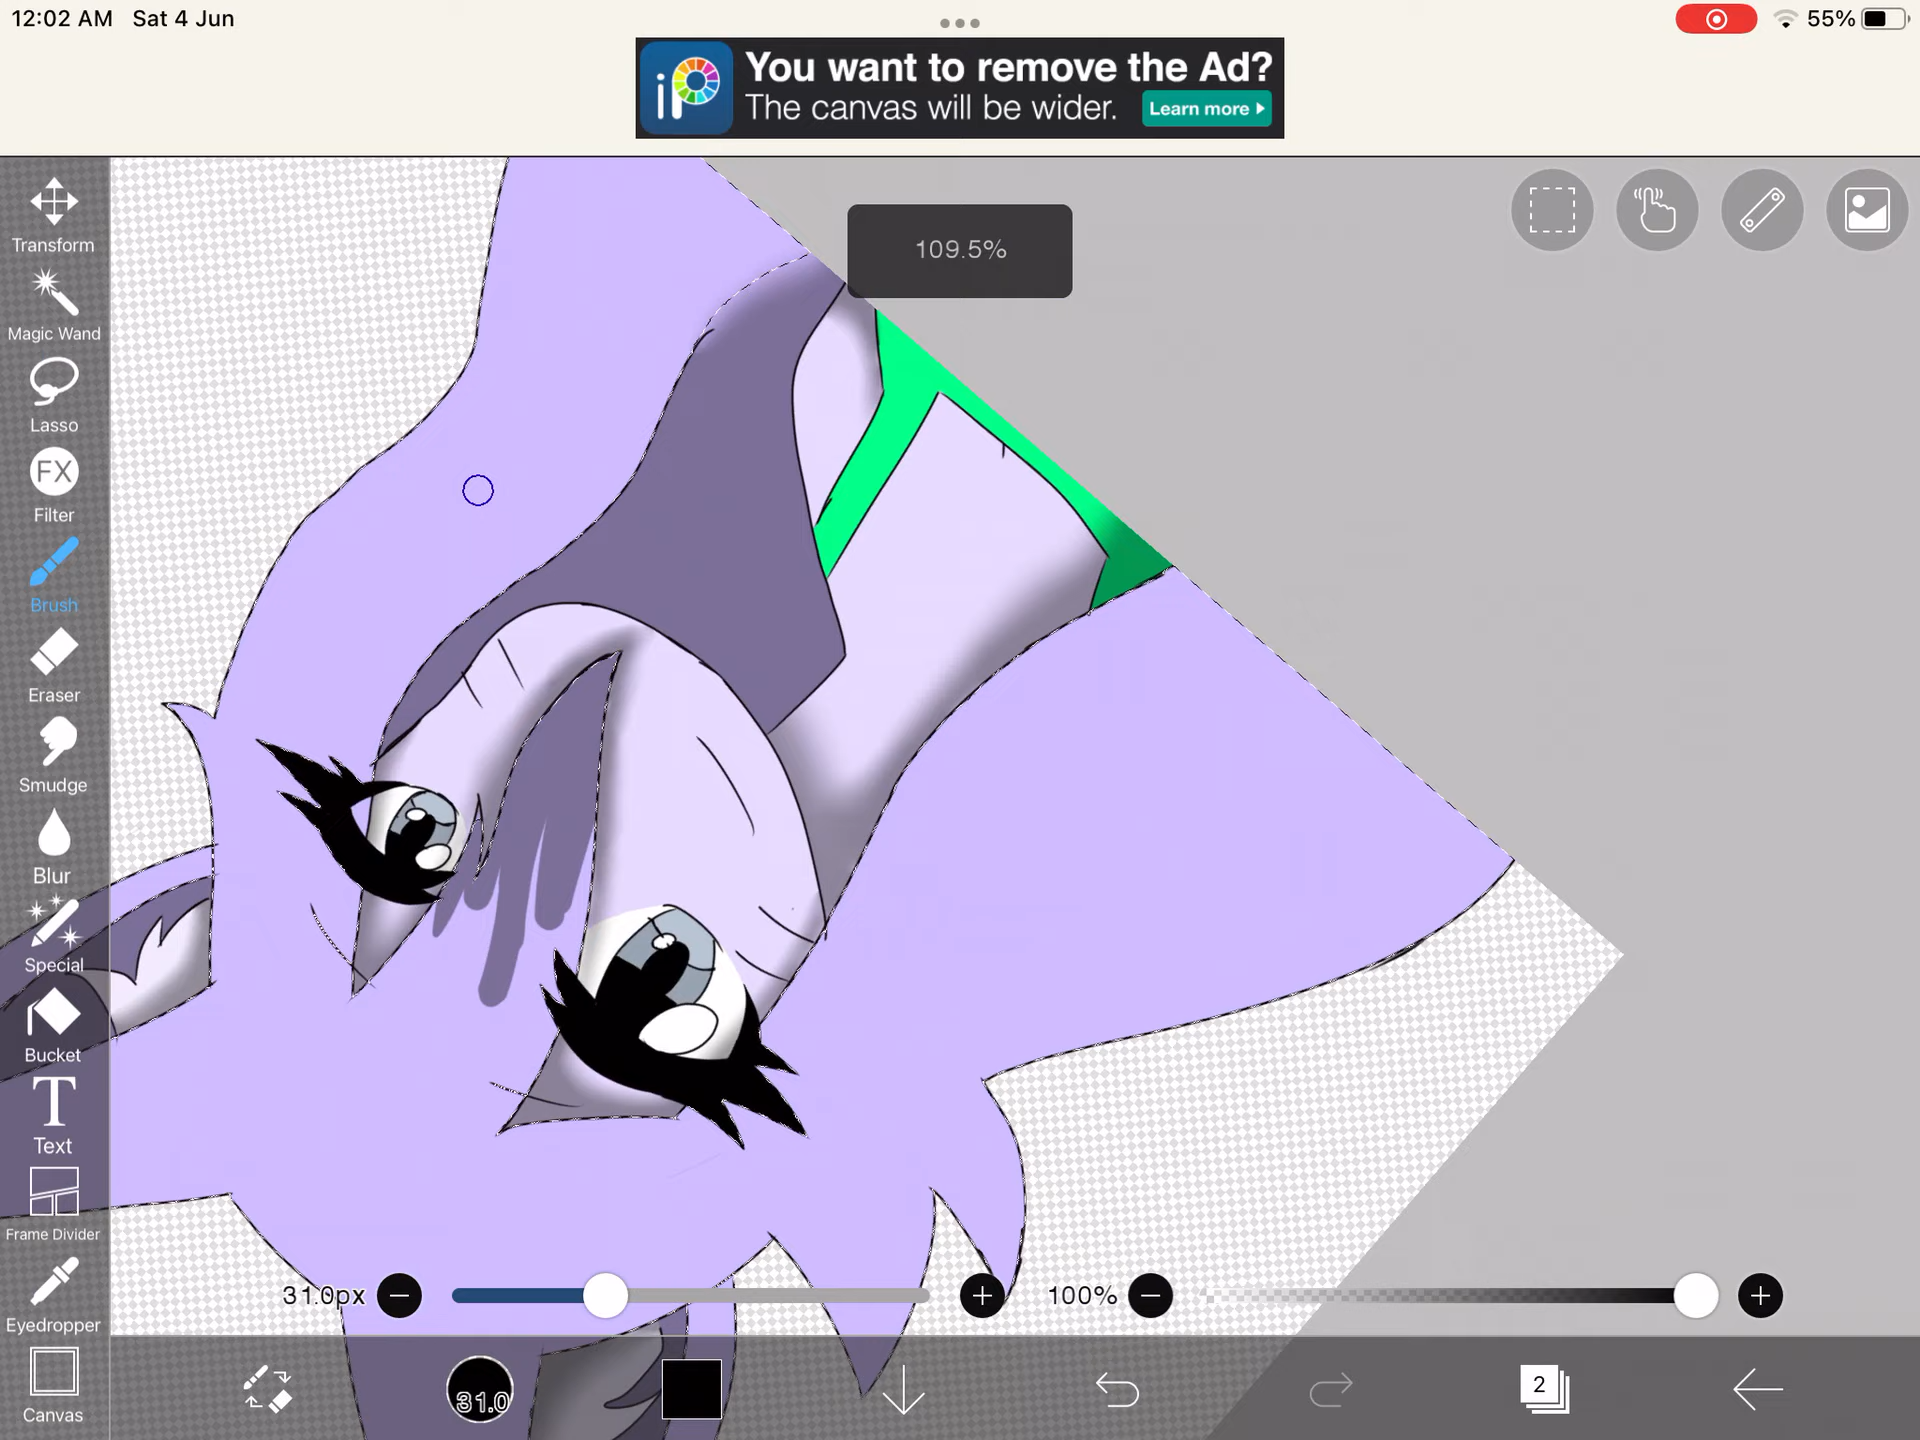 12:02 AM Sat 4 Jun
55%
iP
You want to remove the Ad?
The canvas will be wider.
Learn more
109.5%
Transform
Magic Wand
Lasso
FX
Filter
Brush
Eraser
Smudge
Blur
Special
Bucket
T
Text
Frame Divider
Eyedropper
Canvas
31.0px
100%
31.0
2